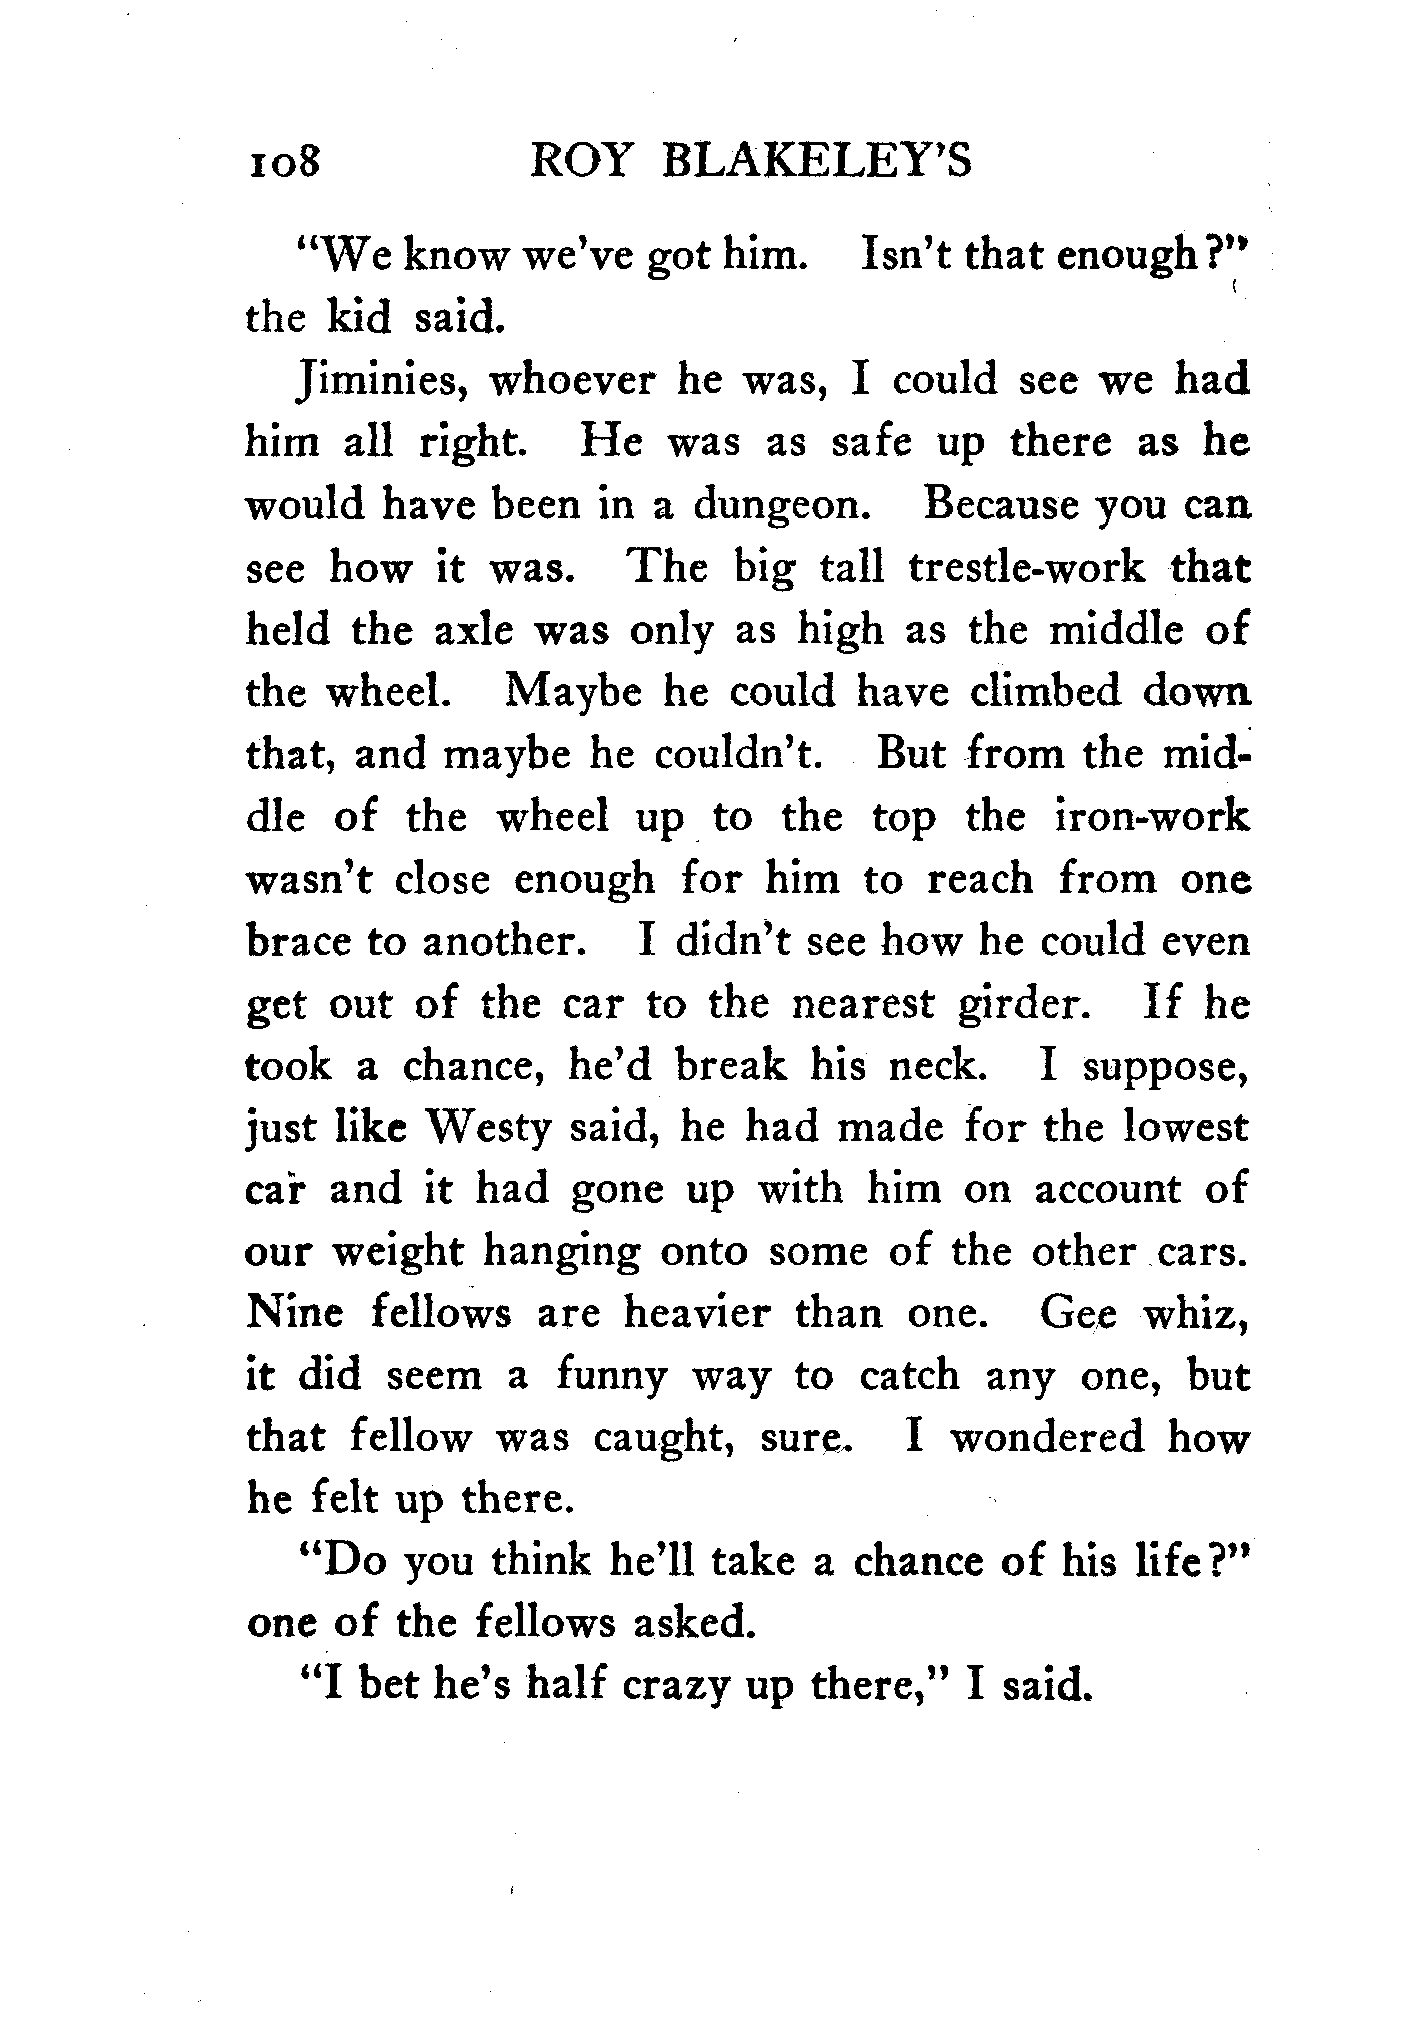 108 ROY BLAKELEY'S
"We know we've got him. Isn't that enough?"
the kid said.
Jiminies, whoever he was, I could see we had
him all right. He was as safe up there as he
would have been in a dungeon. Because you can
see how it was. The big tall trestle-work that
held the axle was only as high as the middle of
the wheel. Maybe he could have climbed down
that, and maybe he couldn't. But from the mid-
dle of the wheel up to the top the iron-work
wasn't close enough for him to reach from one
brace to another. I didn't see how he could even
get out of the car to the nearest girder. If he
took a chance, he'd break his neck. I suppose,
just like Westy said, he had made for the lowest
car and it had gone up with him on account of
our weight hanging onto some of the other cars.
Nine fellows are heavier than one. Gee whiz,
it did seem a funny way to catch any one, but
that fellow was caught, sure. I wondered how
he felt up there.
"Do you think he'll take a chance of his life?"
one of the fellows asked.
"I bet he's half crazy up there," I said.